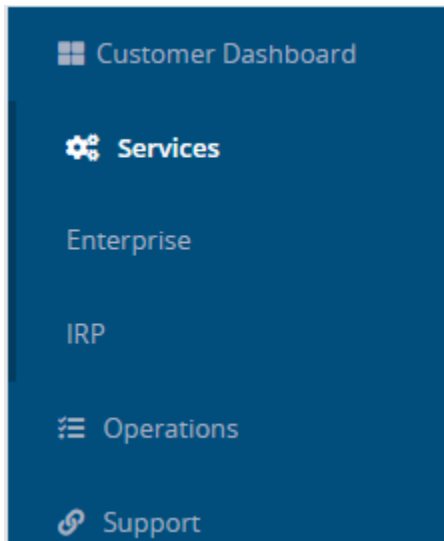 Customer Dashboard
Services
Enterprise
IRP
Operations
Support